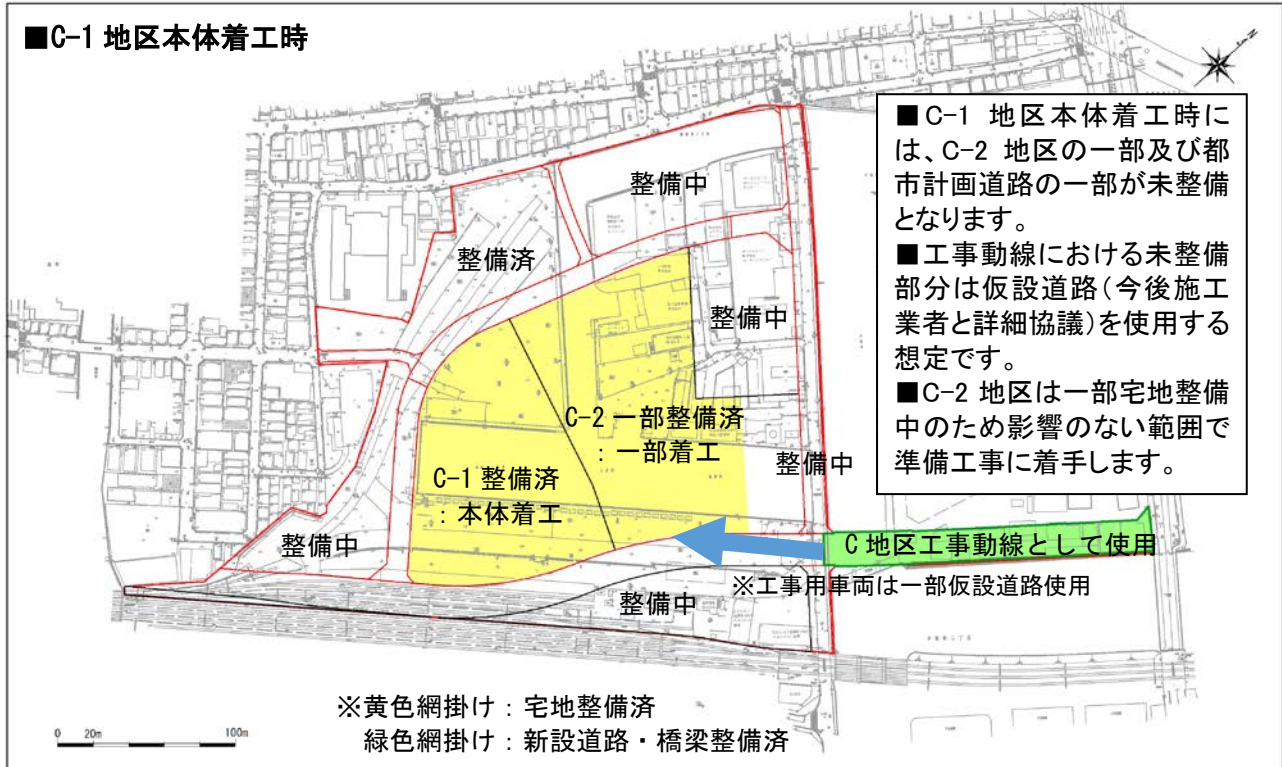 ■C-1 地区本体着工時
■C-1 地区本体着工時に
は、C-2 地区の一部及び都
市計画道路の一部が未整備
となります。
■工事動線における未整備
部分は仮設道路(今後施工
業者と詳細協議)を使用する
想定です。
■C-2 地区は一部宅地整備
中のため影響のない範囲で
準備工事に着手します。
整備中
整備済
整備中
C-2 一部整備済
：一部着工
整備中
C-1 整備済
：本体着工
整備中
C 地区工事動線として使用
※工事用車両は一部仮設道路使用
整備中
※黄色網掛け：宅地整備済
緑色網掛け：新設道路・橋梁整備済
0 20m 100m